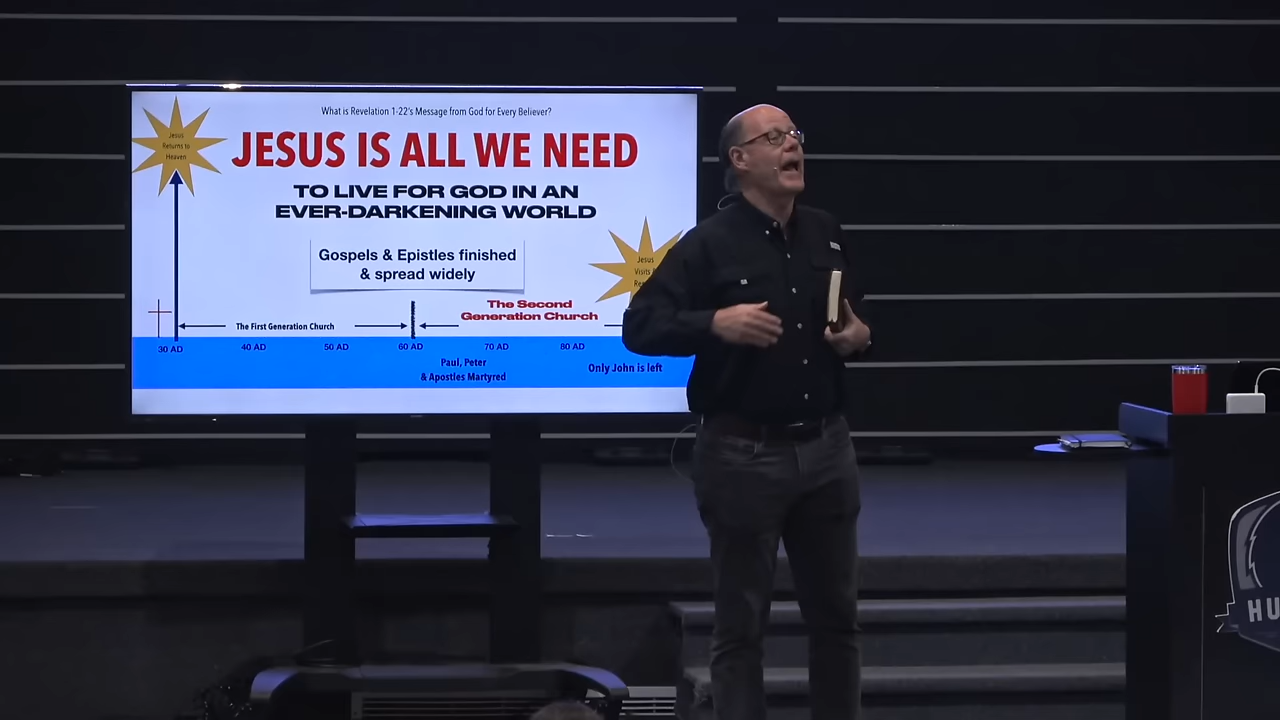 What is Revelation 1-22's Message from God for Every Believer?
JESUS IS ALL WE NEED
TO LIVE FOR GOD IN AN
EVER-DARKENING WORLD
Jesus
Returns to
Heaven
Gospels & Epistles finished
& spread widely
Jesus
Visits
The Second
Generation Church
The First Generation Church
30 AD
40 AD
50 AD
60 AD
70 AD
80 AD
Paul, Peter
& Apostles Martyred
Only John is left
HU